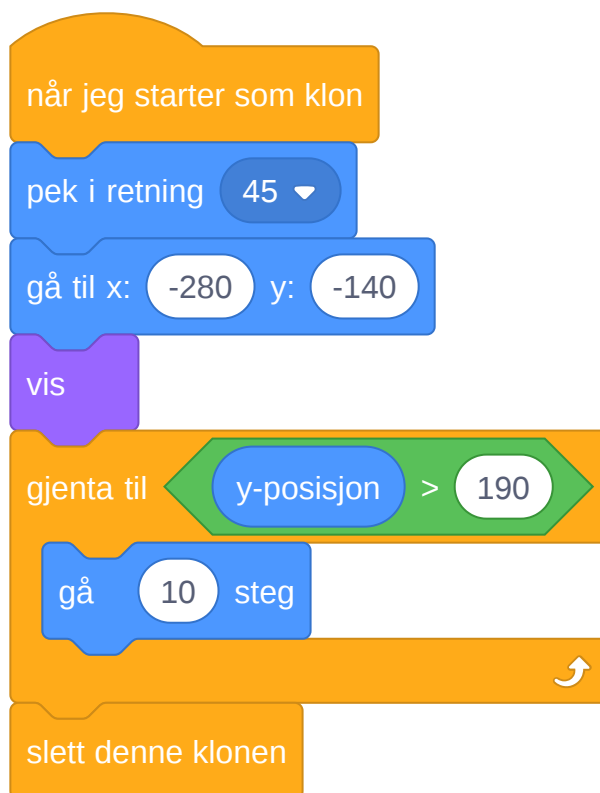 når jeg starter som klon
pek i retning 45
gå til x: -280 y: -140
vis
gjenta til y-posisjon > 190
gå 10 steg
slett denne klonen